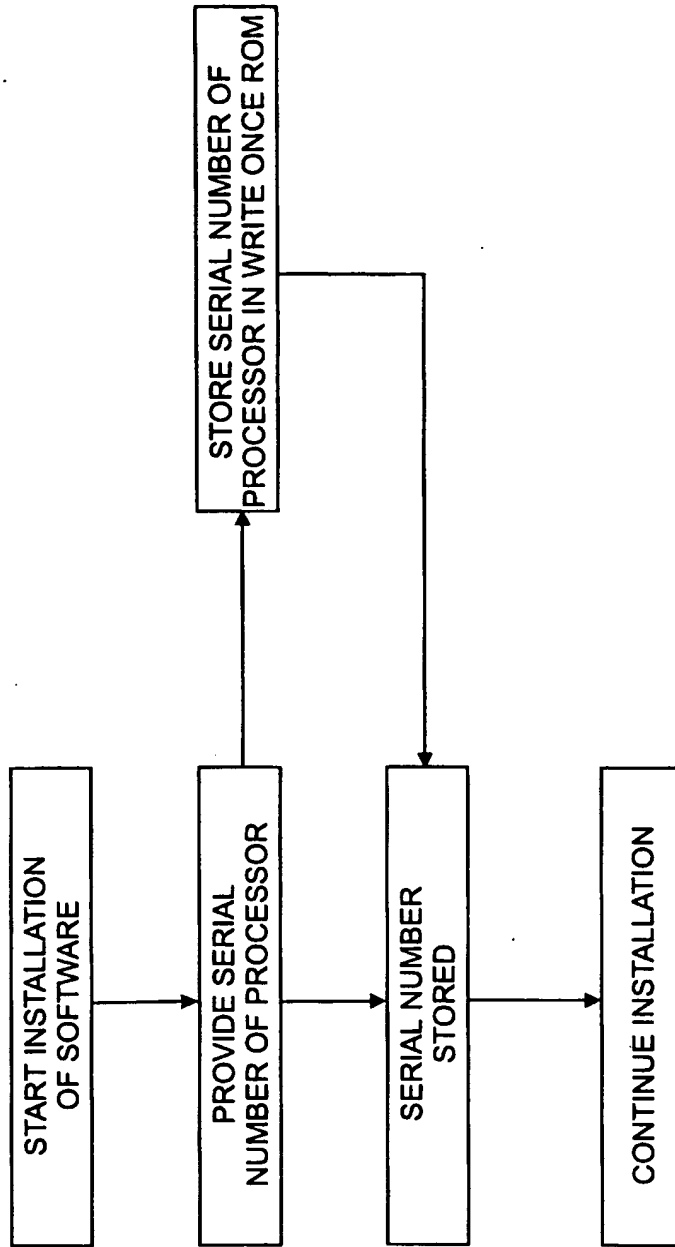 START INSTALLATION
OF SOFTWARE
PROVIDE SERIAL
NUMBER OF PROCESSOR
STORE SERIAL NUMBER OF
PROCESSOR IN WRITE ONCE ROM
SERIAL NUMBER
STORED
CONTINUE INSTALLATION